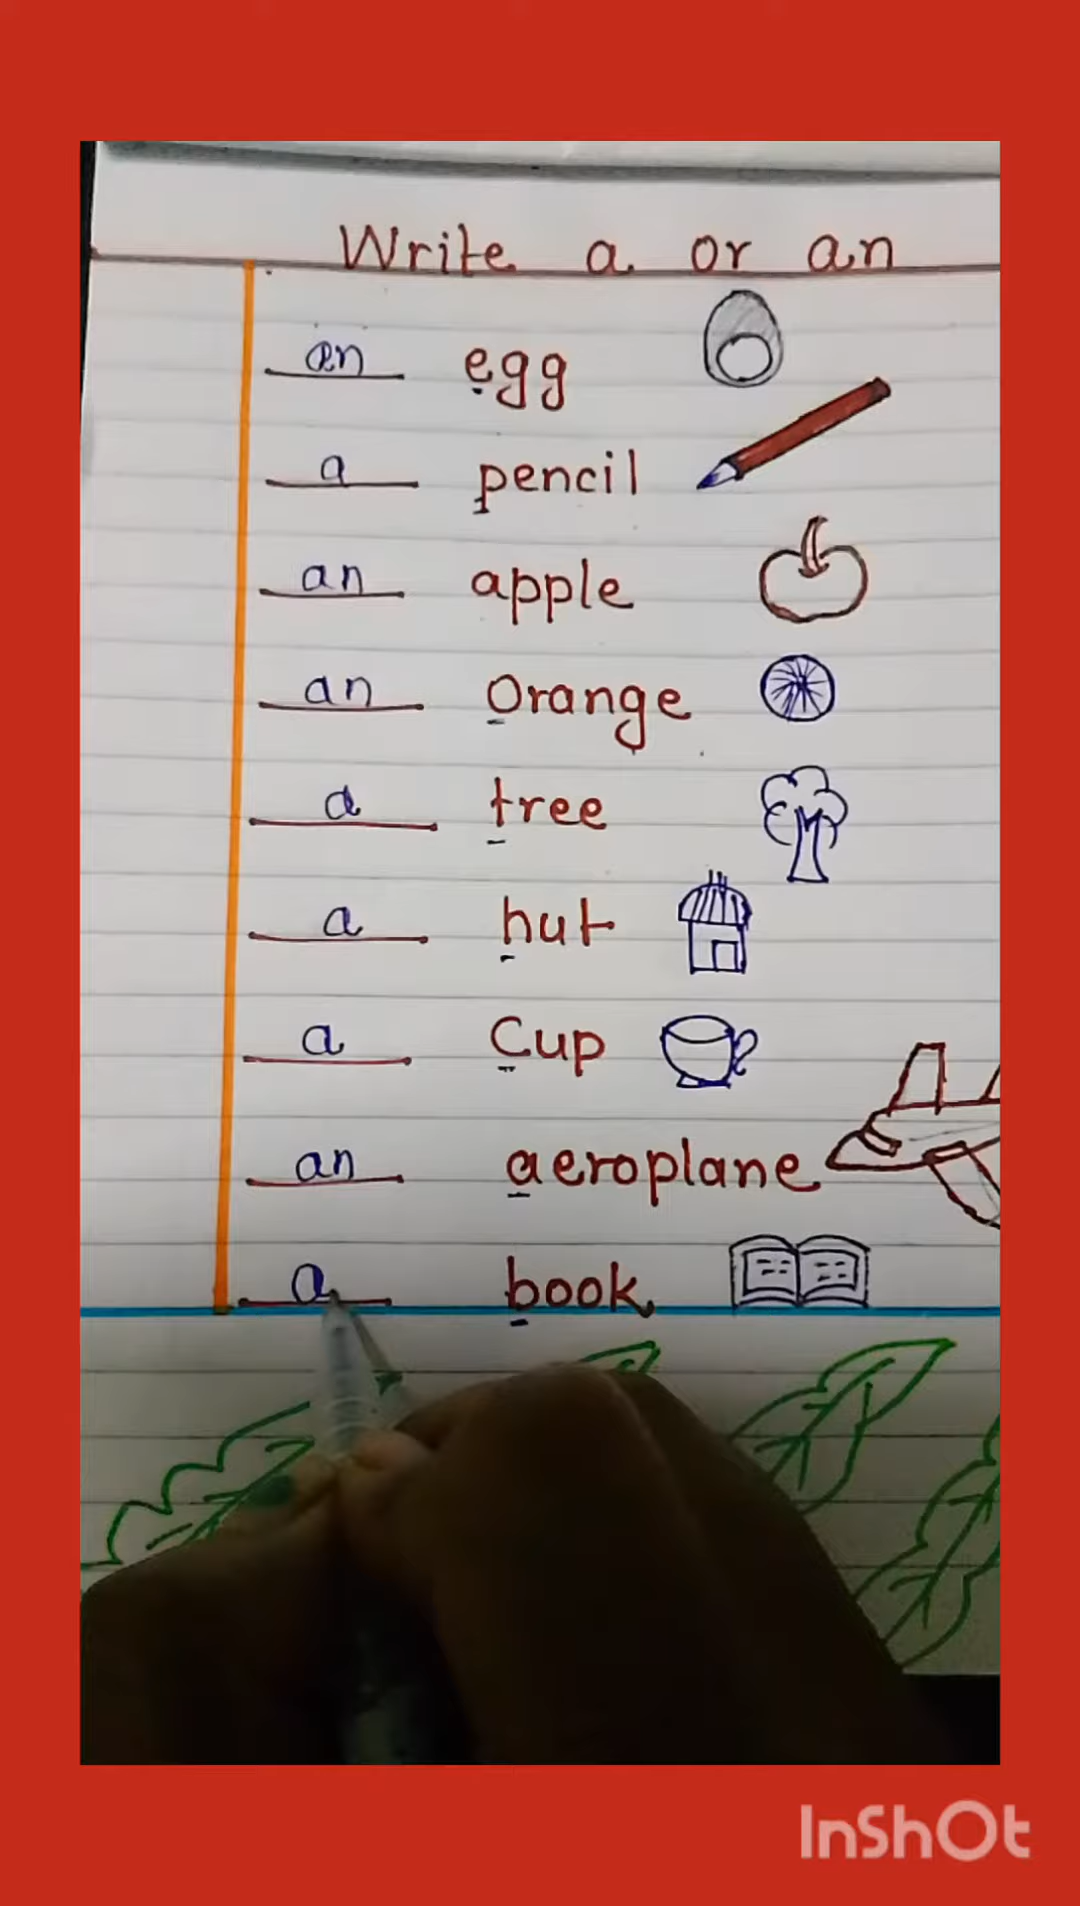 Write a or an
an egg
a pencil
an apple
an Orange
a tree
a hut
a Cup
an aeroplane
a book
InShOt